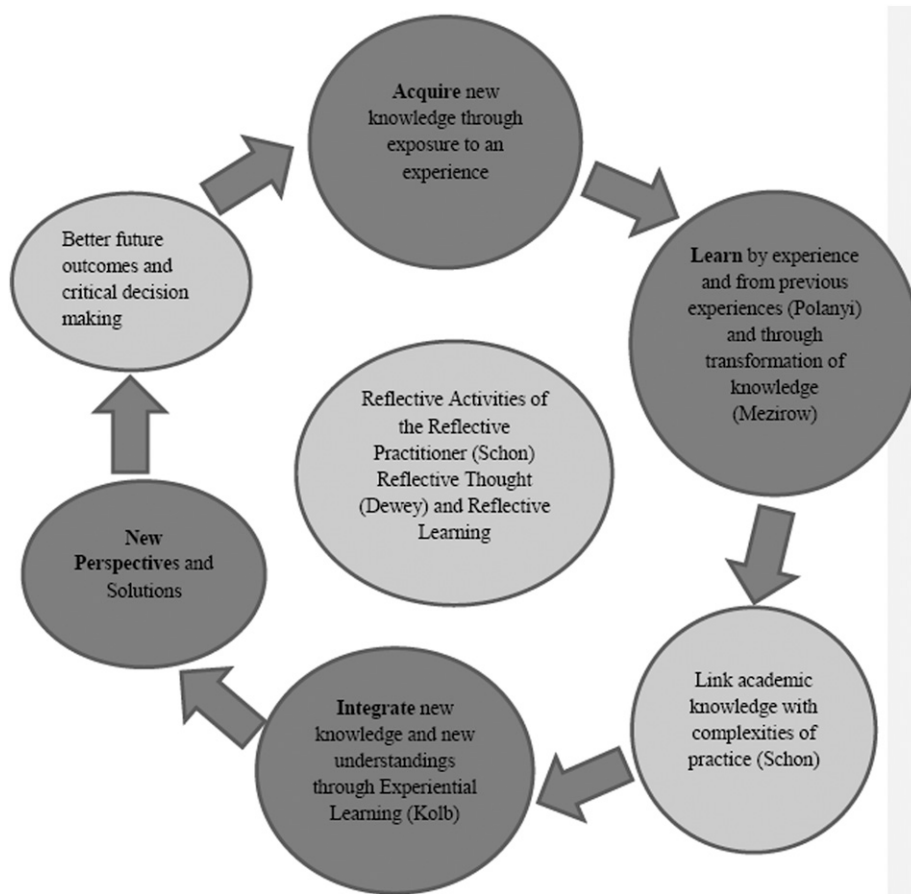 Acquire new
knowledge through
exposure to an
experience
Learn by experience
and from previous
experiences (Polanyi)
and through
transformation of
knowledge
(Mezirow)
Link academic
knowledge with
complexities of
practice (Schon)
Integrate new
knowledge and new
understandings
through Experiential
Learning (Kolb)
New
Perspectives and
Solutions
Better future
outcomes and
critical decision
making
Reflective Activities of
the Reflective
Practitioner (Schon)
Reflective Thought
(Dewey) and Reflective
Learning